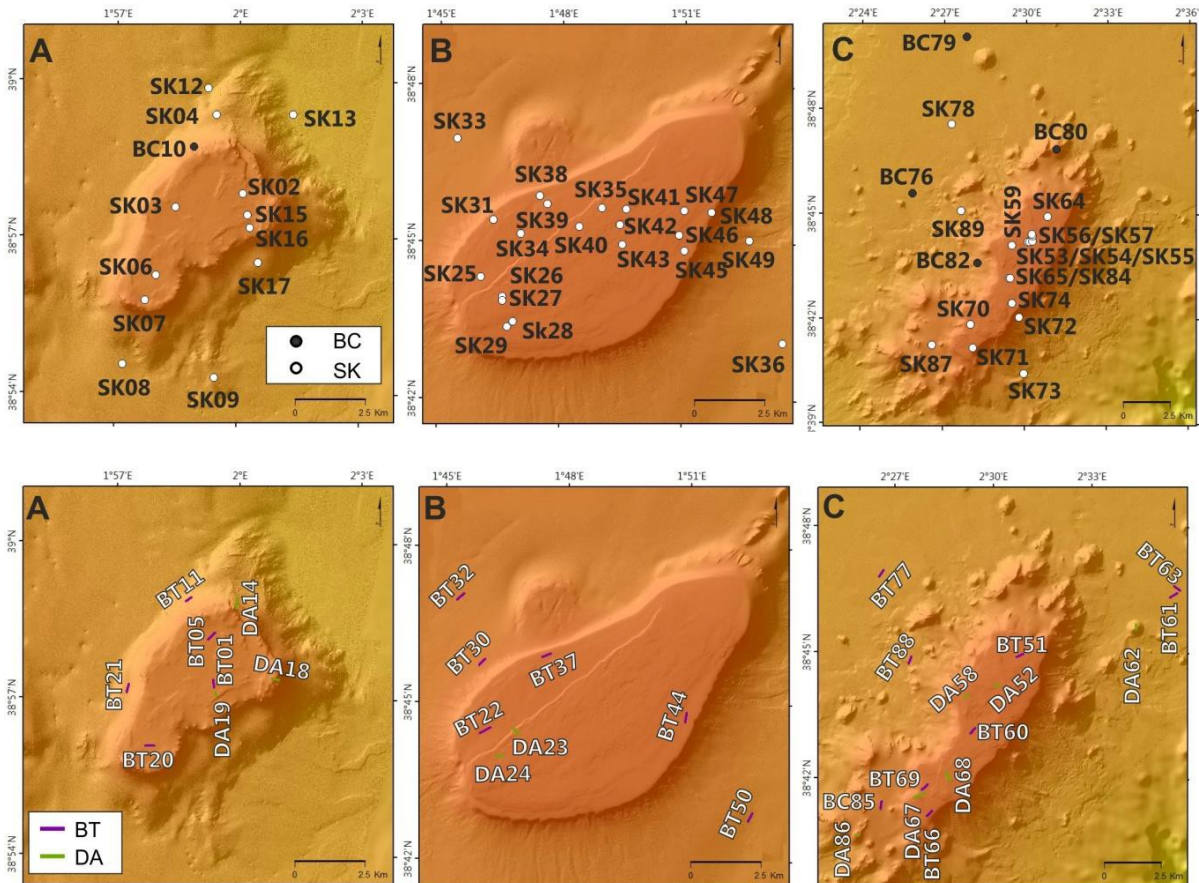 1°57'E 2°E 2°3'E
A
39°N
SK12
SK04
SK13
BC10
SK02
SK03
SK15
38°57'N
SK16
SK06
SK17
SK07
BC
SK
SK08
SK09
38°54'N
0 2.5 Km
1°45'E 1°48'E 1°51'E
B
38°48'N
SK33
SK38
SK35
SK41
SK47
SK31
SK48
SK39
SK42
SK34
SK40
SK46
38°45'N
SK49
SK43
SK45
SK25
SK26
SK27
Sk28
SK29
SK36
38°42'N
0 2.5 Km
2°24'E 2°27'E 2°30'E 2°33'E 2°36'E
C
BC79
38°48'N
SK78
BC80
BC76
SK59
SK64
38°45'N
SK89
SK56/SK57
SK53/SK54/SK55
BC82
SK65/SK84
SK70
SK74
38°42'N
SK72
SK87
SK71
SK73
38°39'N
0 2.5 Km
1°57'E 2°E 2°3'E
A
39°N
BT11
DA14
BT05
BT01
DA18
BT21
38°57'N
DA19
BT20
BT
DA
38°54'N
0 2.5 Km
1°45'E 1°48'E 1°51'E
B
38°48'N
BT32
BT30
BT37
38°45'N
BT22
BT44
DA23
DA24
BT50
38°42'N
0 2.5 Km
2°27'E 2°30'E 2°33'E
C
38°48'N
BT77
BT63
BT61
BT88
BT51
38°45'N
DA62
DA58
DA52
BT60
BT69
DA68
38°42'N
BC85
DA86
DA67
BT66
0 2.5 Km